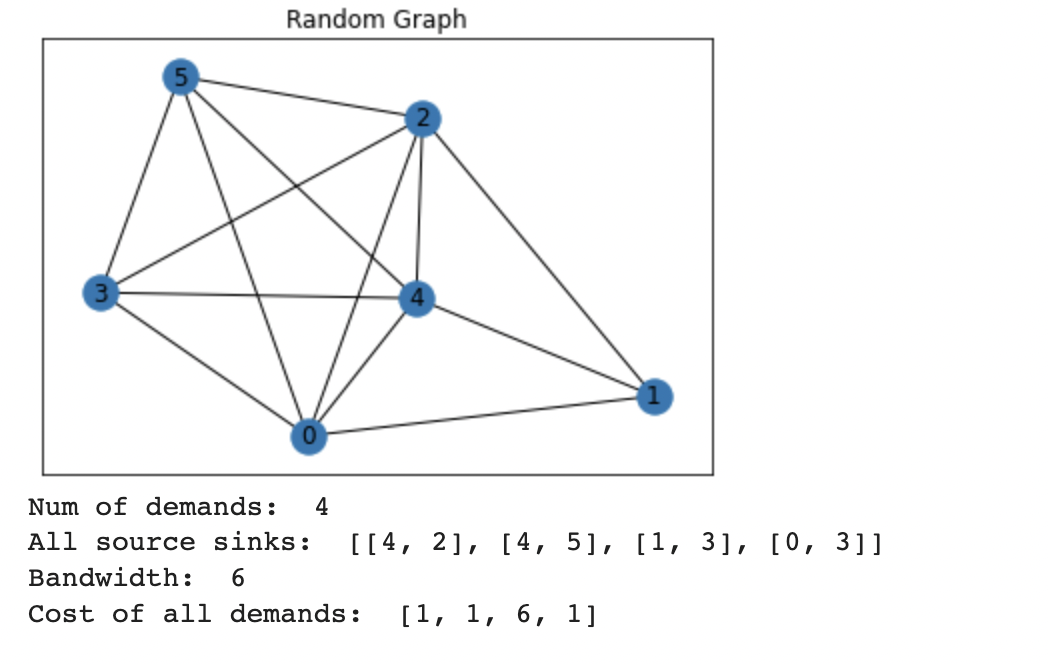 Random Graph
5
2
3
4
1
0
Num of demands:  4
All source sinks:  [[4, 2], [4, 5], [1, 3], [0, 3]]
Bandwidth:  6
Cost of all demands:  [1, 1, 6, 1]